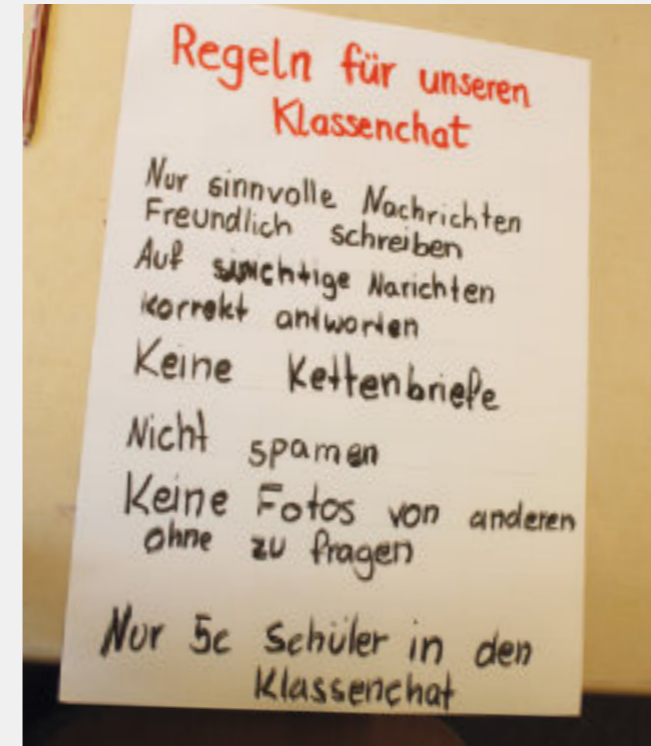 Regeln für unseren
Klassenchat
Nur sinnvolle Nachrichten
Freundlich schreiben
Auf Narichten
korrekt antworten
Keine Kettenbriefe
Nicht spamen
Keine Fotos von anderen
ohne zu fragen
Nur 5c Schüler in den
Klassenchat